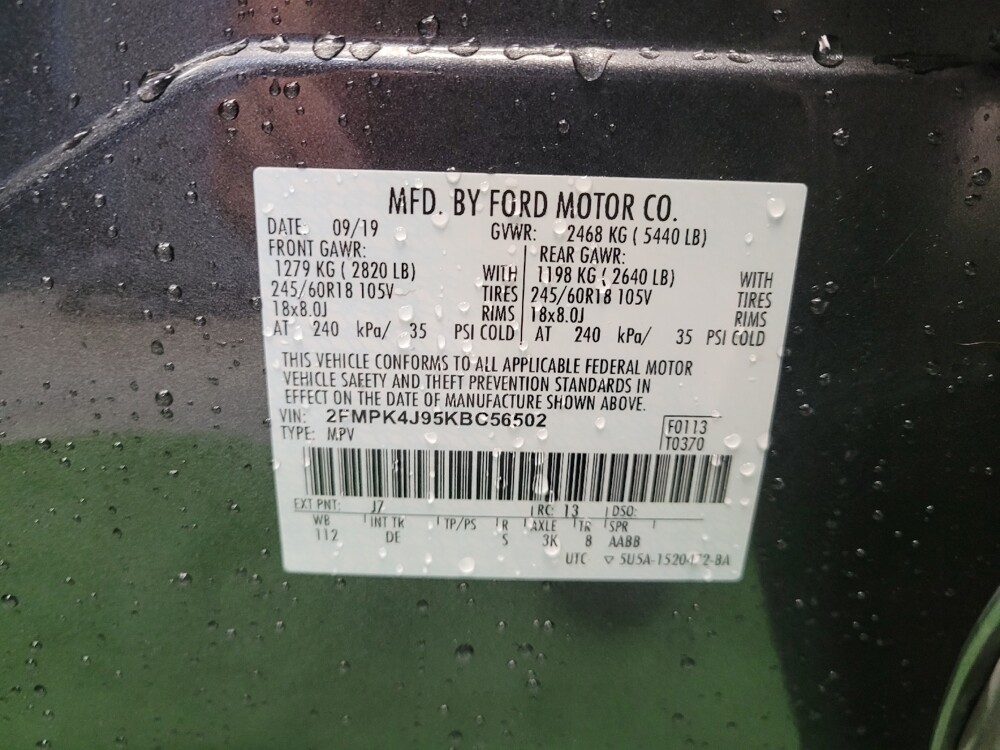 MFD. BY FORD MOTOR CO.
DATE: 09/19 GVWR: 2468 KG ( 5440 LB)
FRONT GAWR: REAR GAWR:
1279 KG ( 2820 LB) WITH 1198 KG ( 2640 LB) WITH
245/60R18 105V TIRES 245/60R18 105V TIRES
18x8.0J RIMS 18x8.0J RIMS
AT 240 kPa/ 35 PSI COLD AT 240 kPa/ 35 PSI COLD
THIS VEHICLE CONFORMS TO ALL APPLICABLE FEDERAL MOTOR
VEHICLE SAFETY AND THEFT PREVENTION STANDARDS IN
EFFECT ON THE DATE OF MANUFACTURE SHOWN ABOVE.
VIN: 2FMPK4J95KBC56502 F0113
TYPE: MPV T0370
EXT PNT: J7 RC: 13 DSO:
WB INT TR TP/PS R AXLE TR SPR
112 DE S 3K 8 AABB
UTC ▽